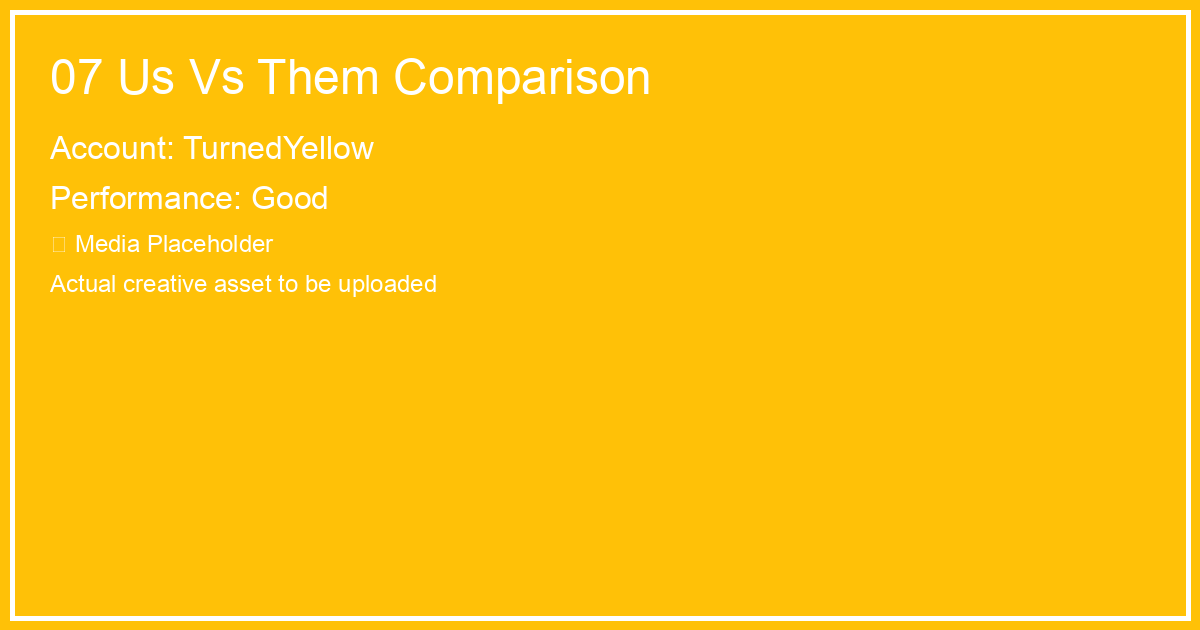 07 Us Vs Them Comparison
Account: TurnedYellow
Performance: Good
Media Placeholder
Actual creative asset to be uploaded